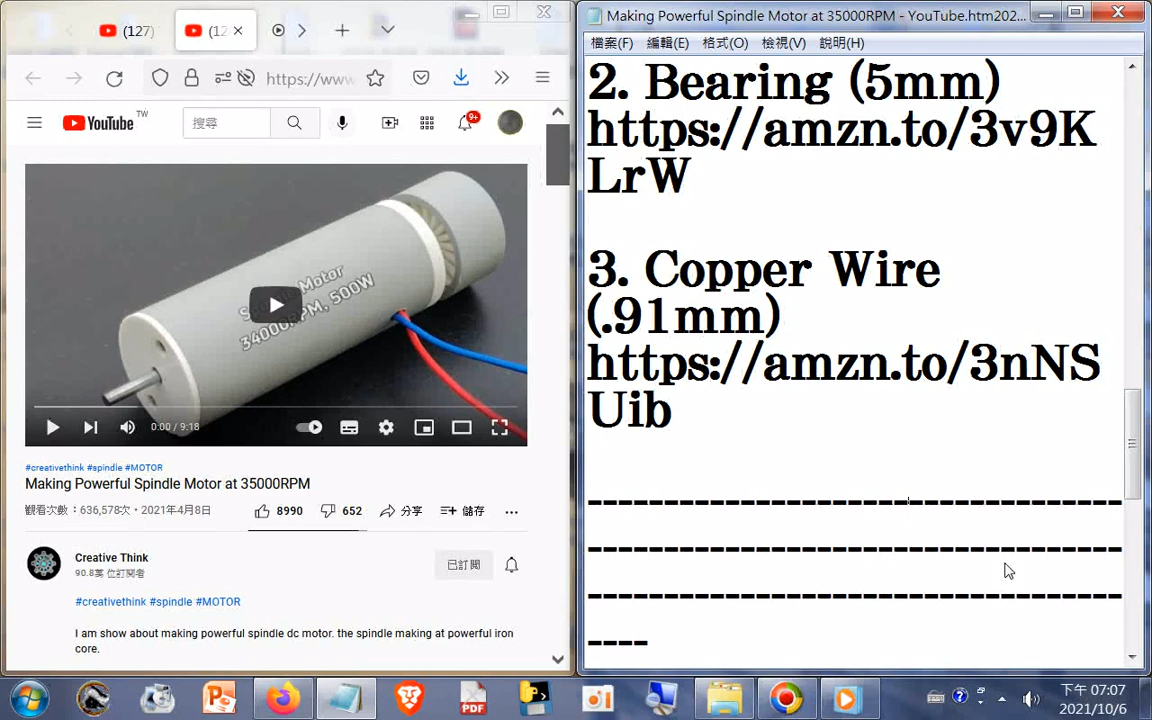 (127)
(12
https://www
YouTube
TW
搜尋
9+
Spindle Motor
34000RPM, 500W
0:00 / 9:18
#creativethink #spindle #MOTOR
Making Powerful Spindle Motor at 35000RPM
觀看次數：636,578次・2021年4月8日
8990
652
分享
儲存
Creative Think
90.8萬 位訂閱者
已訂閱
#creativethink #spindle #MOTOR
I am show about making powerful spindle dc motor. the spindle making at powerful iron
core.
Making Powerful Spindle Motor at 35000RPM - YouTube.htm202...
檔案(F) 編輯(E) 格式(O) 檢視(V) 說明(H)
2. Bearing (5mm)
https://amzn.to/3v9K
LrW
3. Copper Wire
(.91mm)
https://amzn.to/3nNS
Uib
-----------------------------------
-----------------------------------
-----------------------------------
----
PDF
下午 07:07
2021/10/6